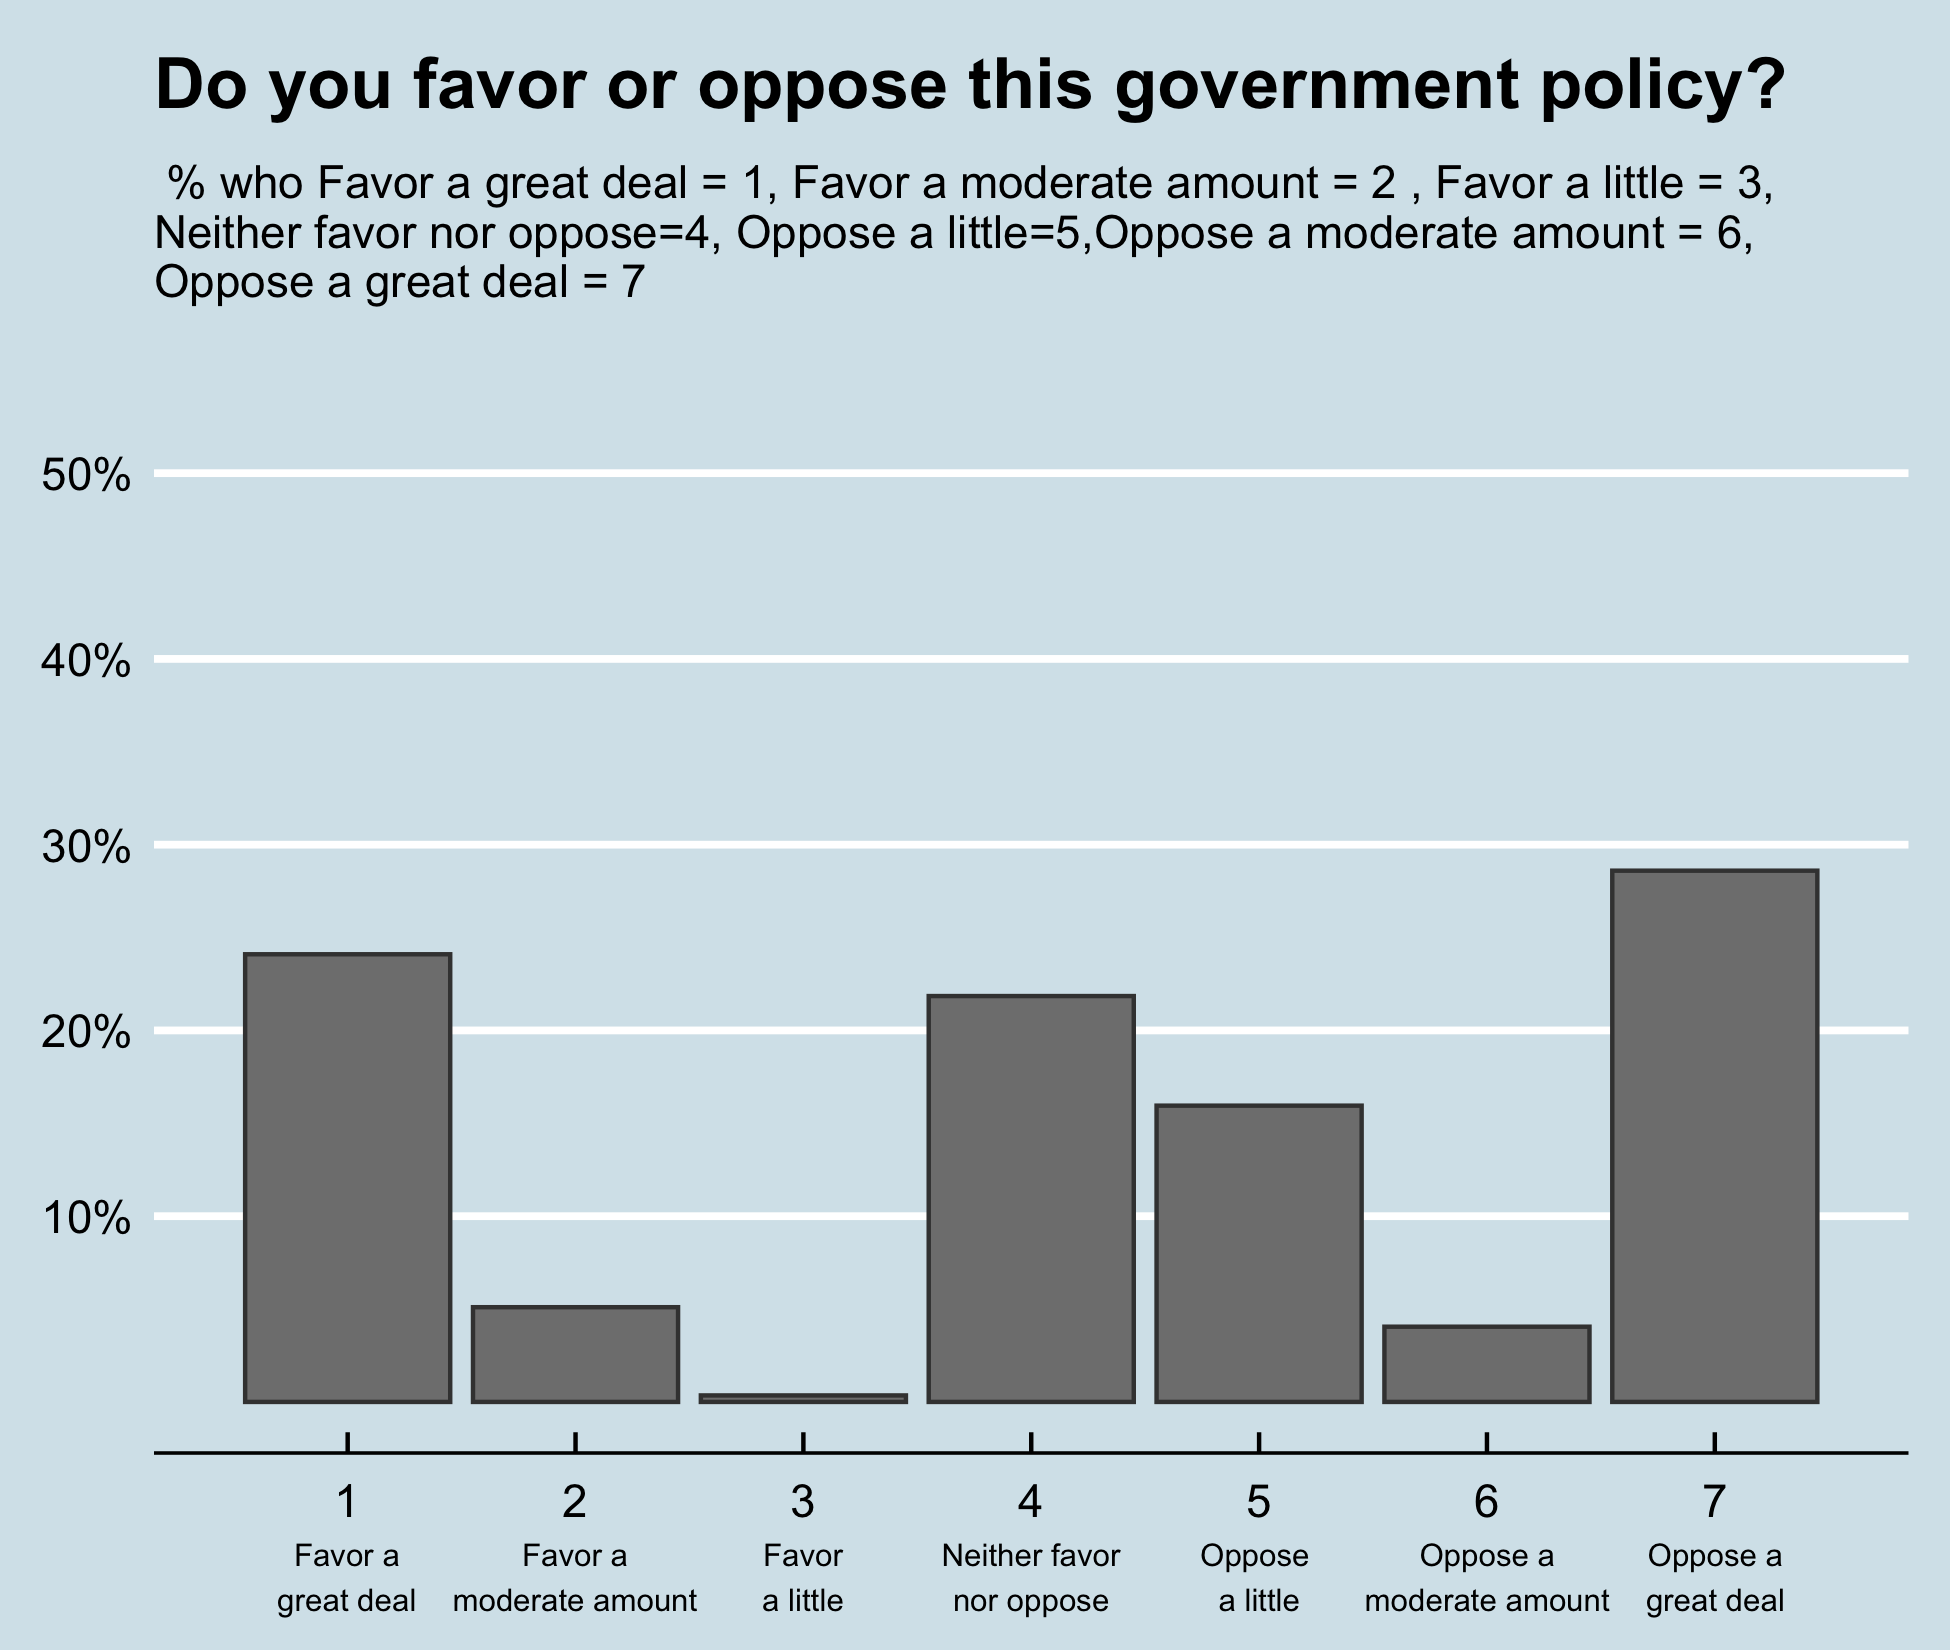 Do you favor or oppose this government policy?
% who Favor a great deal = 1, Favor a moderate amount = 2 , Favor a little = 3,
Neither favor nor oppose=4, Oppose a little=5,Oppose a moderate amount = 6,
Oppose a great deal = 7
50%
40%
30%
20%
10%
1 2 3 4 5 6 7
Favor a Favor a Favor Neither favor Oppose Oppose a Oppose a
great deal moderate amount a little nor oppose a little moderate amount great deal